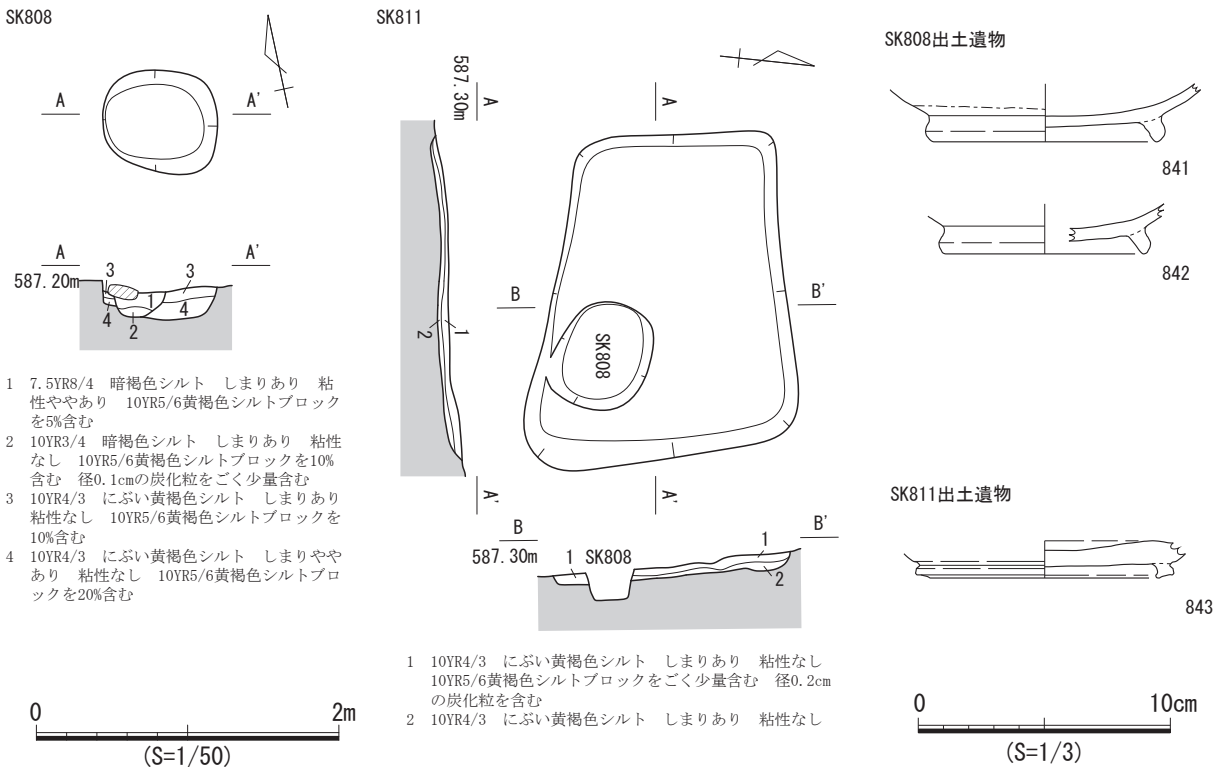 SK808
A
A'
A
A'
587.20m
3
3
1
4
4
2
1 7.5YR8/4 暗褐色シルト しまりあり 粘
性ややあり 10YR5/6黄褐色シルトブロック
を5%含む
2 10YR3/4 暗褐色シルト しまりあり 粘性
なし 10YR5/6黄褐色シルトブロックを10%
含む 径0.1cmの炭化粒をごく少量含む
3 10YR4/3 にぶい黄褐色シルト しまりあり
粘性なし 10YR5/6黄褐色シルトブロックを
10%含む
4 10YR4/3 にぶい黄褐色シルト しまりやや
あり 粘性なし 10YR5/6黄褐色シルトブロ
ックを20%含む
0 2m
(S=1/50)
SK811
587.30m
A
A
B
B'
SK808
2
1
A'
A'
B
B'
587.30m
1 SK808
1
2
1 10YR4/3 にぶい黄褐色シルト しまりあり 粘性なし
10YR5/6黄褐色シルトブロックをごく少量含む 径0.2cm
の炭化粒を含む
2 10YR4/3 にぶい黄褐色シルト しまりあり 粘性なし
SK808出土遺物
841
842
SK811出土遺物
843
0 10cm
(S=1/3)